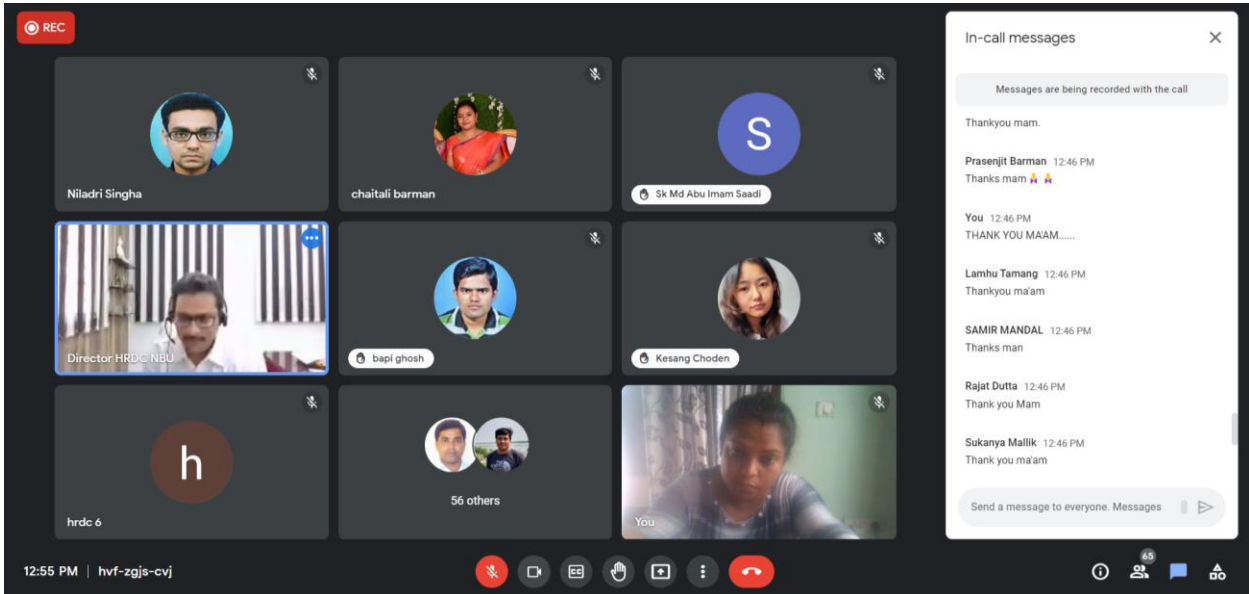 REC
In-call messages
Messages are being recorded with the call
Thankyou mam.
Prasenjit Barman 12:46 PM
Thanks mam 🙏 🙏
You 12:46 PM
THANK YOU MA'AM......
Lamhu Tamang 12:46 PM
Thankyou ma'am
SAMIR MANDAL 12:46 PM
Thanks man
Rajat Dutta 12:46 PM
Thank you Mam
Sukanya Mallik 12:46 PM
Thank you ma'am
Send a message to everyone. Messages
Niladri Singha
chaitali barman
S
Sk Md Abu Imam Saadi
Director HRDC NBU
bapi ghosh
Kesang Choden
h
hrdc 6
56 others
You
12:55 PM | hvf-zgjs-cvj
CC
65